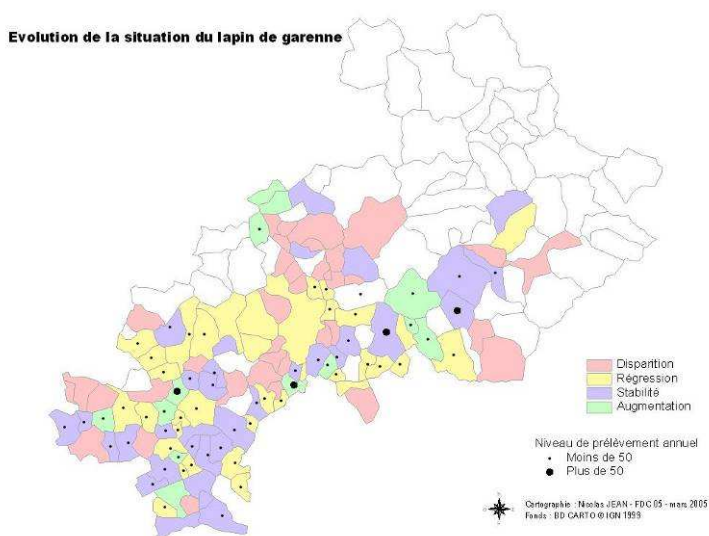 Evolution de la situation du lapin de garenne
Disparition
Régression
Stabilité
Augmentation
Niveau de prélèvement annuel
Moins de 50
Plus de 50
Cartographie : Nicolas JEAN - FDC 05 - mars 2005
Fonds : BD CARTO © IGN 1999